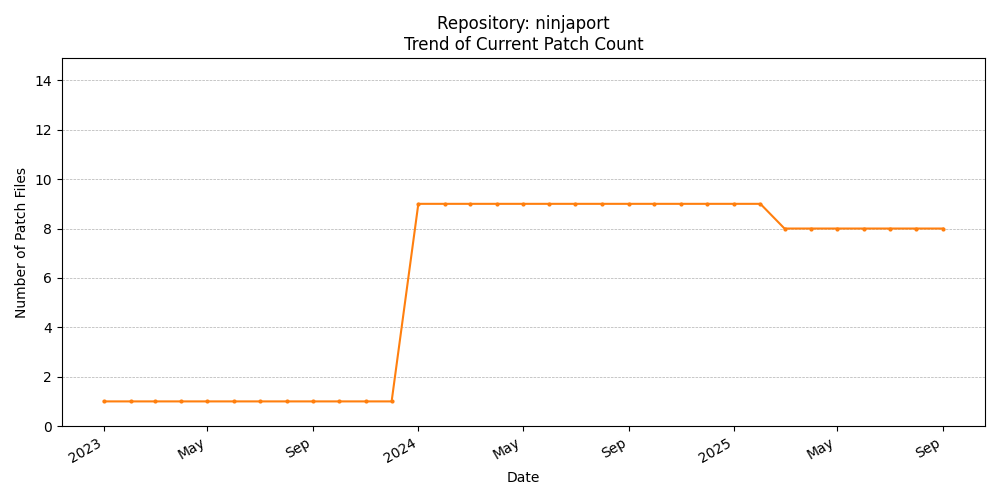 Repository: ninjaport
Trend of Current Patch Count
14
12
10
8
6
4
2
0
Number of Patch Files
2023
May
Sep
2024
May
Sep
2025
May
Sep
Date